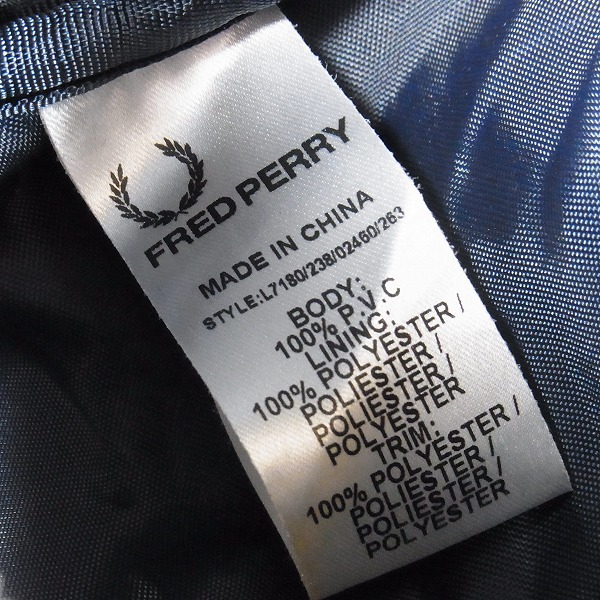 FRED PERRY
MADE IN CHINA
STYLE:L7180/238/02460/263
BODY:
100% P.V.C
LINING:
100% POLYESTER/
POLIESTER/
POLIESTER/
POLYESTER
TRIM:
100% POLYESTER/
POLIESTER/
POLIESTER/
POLYESTER